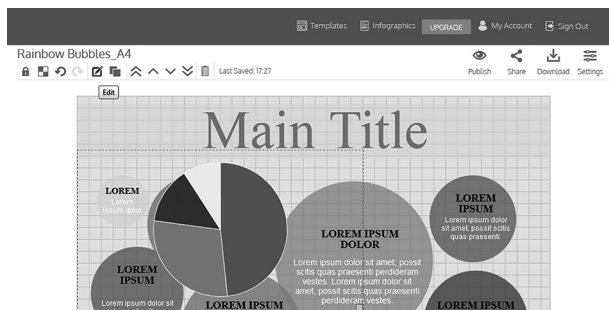 Templates Infographics UPGRADE My Account Sign Out
Rainbow Bubbles_A4
Last Saved: 17:27
Publish Share Download Settings
Edit
Main Title
LOREM
Lorem
ipsum dolor
LOREM IPSUM
DOLOR
Lorem ipsum dolor sit amet, possit
scitis quas praesenti perdideram
vestes. Lorem ipsum dolor sit
amet, possit scitis quas praesenti
perdideram vestes.
LOREM
IPSUM
Lorem ipsum dolor
sit amet, possit scitis
quas praesenti.
LOREM
IPSUM
Lorem ipsum dolor sit
LOREM IPSUM
LOREM IPSUM